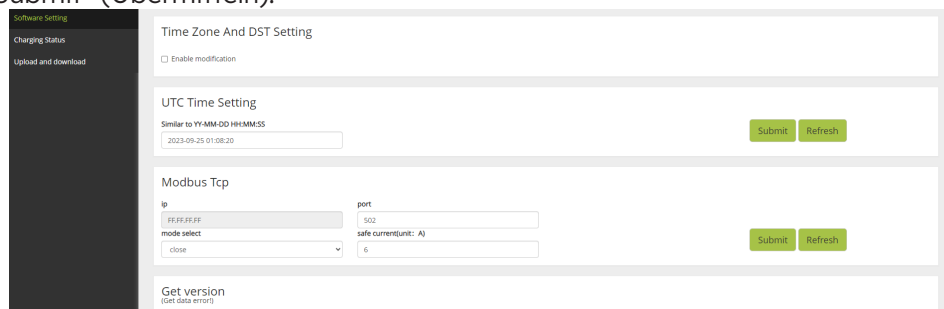 Submit" (Übermitteln).
Software Setting
Charging Status
Upload and download
Time Zone And DST Setting
Enable modification
UTC Time Setting
Similar to YY-MM-DD HH:MM:SS
2023-09-25 01:08:20
Submit Refresh
Modbus Tcp
ip port
FF.FF.FF.FF 502
mode select safe current(unit: A)
close 6
Submit Refresh
Get version
(Get data error!)